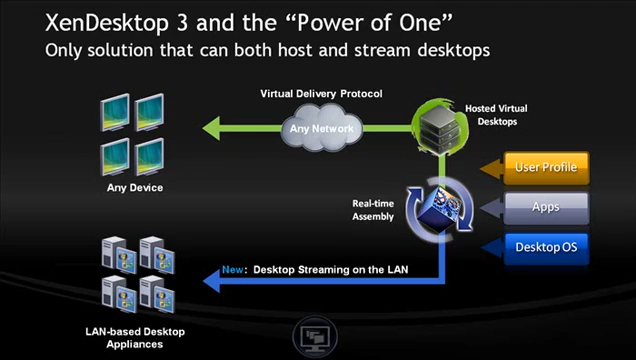 XenDesktop 3 and the “Power of One”
Only solution that can both host and stream desktops
Virtual Delivery Protocol
Any Network
Hosted Virtual
Desktops
Any Device
User Profile
Real-time
Assembly
Apps
Desktop OS
New: Desktop Streaming on the LAN
LAN-based Desktop
Appliances